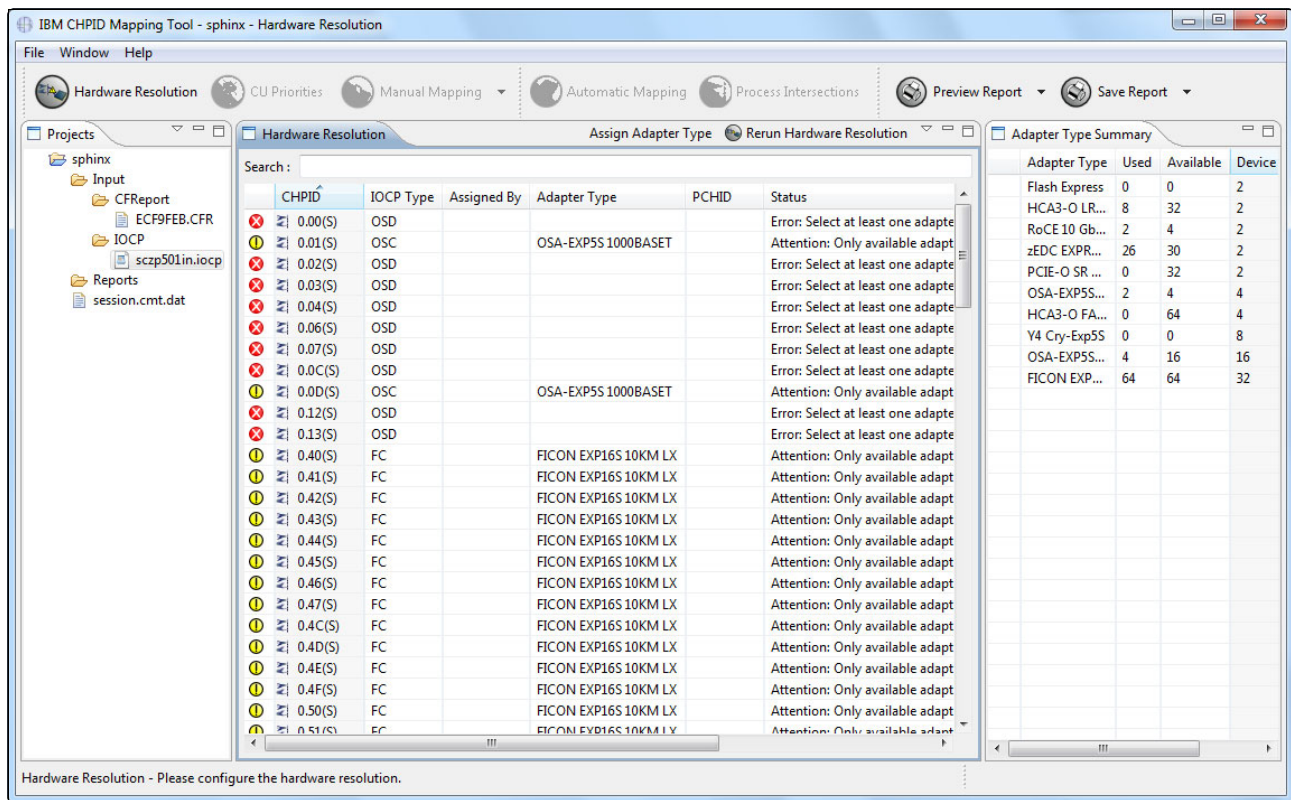 IBM CHPID Mapping Tool - sphinx - Hardware Resolution
File Window Help
Hardware Resolution CU Priorities Manual Mapping Automatic Mapping Process Intersections Preview Report Save Report
Projects
sphinx
Input
CFReport
ECF9FEB.CFR
IOCP
sczp501in.iocp
Reports
session.cmt.dat
Hardware Resolution Assign Adapter Type Rerun Hardware Resolution
Search :
CHPID IOCP Type Assigned By Adapter Type PCHID Status
0.00(S) OSD Error: Select at least one adapte
0.01(S) OSC OSA-EXP5S 1000BASET Attention: Only available adapt
0.02(S) OSD Error: Select at least one adapte
0.03(S) OSD Error: Select at least one adapte
0.04(S) OSD Error: Select at least one adapte
0.06(S) OSD Error: Select at least one adapte
0.07(S) OSD Error: Select at least one adapte
0.0C(S) OSD Error: Select at least one adapte
0.0D(S) OSC OSA-EXP5S 1000BASET Attention: Only available adapt
0.12(S) OSD Error: Select at least one adapte
0.13(S) OSD Error: Select at least one adapte
0.40(S) FC FICON EXP16S 10KM LX Attention: Only available adapt
0.41(S) FC FICON EXP16S 10KM LX Attention: Only available adapt
0.42(S) FC FICON EXP16S 10KM LX Attention: Only available adapt
0.43(S) FC FICON EXP16S 10KM LX Attention: Only available adapt
0.44(S) FC FICON EXP16S 10KM LX Attention: Only available adapt
0.45(S) FC FICON EXP16S 10KM LX Attention: Only available adapt
0.46(S) FC FICON EXP16S 10KM LX Attention: Only available adapt
0.47(S) FC FICON EXP16S 10KM LX Attention: Only available adapt
0.4C(S) FC FICON EXP16S 10KM LX Attention: Only available adapt
0.4D(S) FC FICON EXP16S 10KM LX Attention: Only available adapt
0.4E(S) FC FICON EXP16S 10KM LX Attention: Only available adapt
0.4F(S) FC FICON EXP16S 10KM LX Attention: Only available adapt
0.50(S) FC FICON EXP16S 10KM LX Attention: Only available adapt
0.51(S) FC FICON EXP16S 10KM LX Attention: Only available adapt
Adapter Type Summary
Adapter Type Used Available Device
Flash Express 0 0 2
HCA3-O LR... 8 32 2
RoCE 10 Gb... 2 4 2
zEDC EXPR... 26 30 2
PCIE-O SR ... 0 32 2
OSA-EXP5S... 2 4 4
HCA3-O FA... 0 64 4
Y4 Cry-Exp5S 0 0 8
OSA-EXP5S... 4 16 16
FICON EXP... 64 64 32
Hardware Resolution - Please configure the hardware resolution.